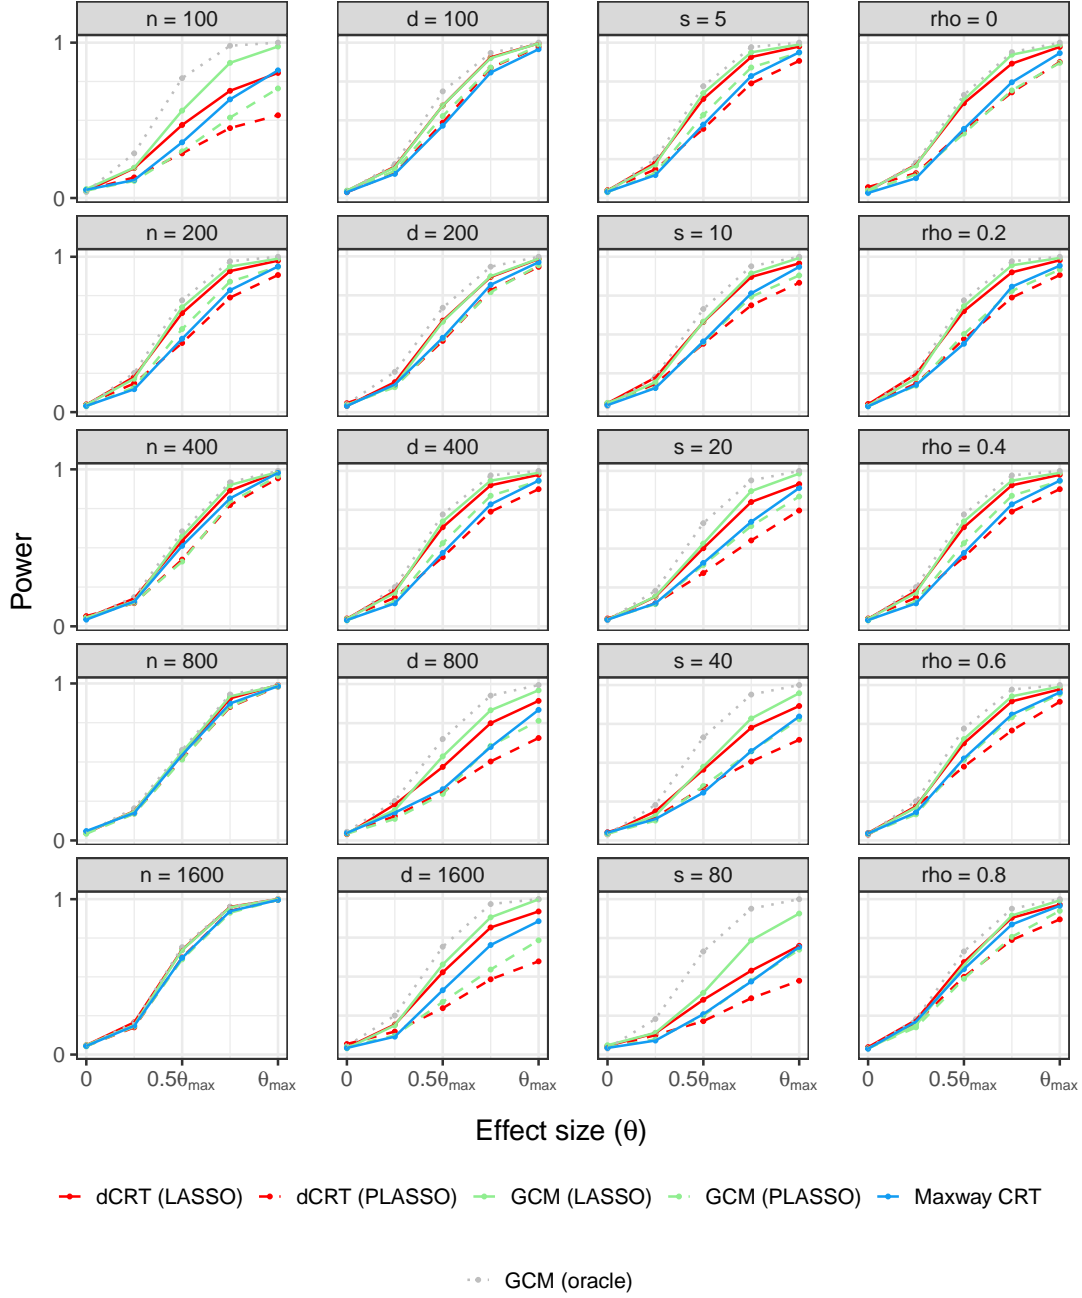 n = 100 d = 100 s = 5 rho = 0
1
0
n = 200 d = 200 s = 10 rho = 0.2
1
0
n = 400 d = 400 s = 20 rho = 0.4
1
0
n = 800 d = 800 s = 40 rho = 0.6
1
0
n = 1600 d = 1600 s = 80 rho = 0.8
1
0
Power
0 0.5θmax θmax 0 0.5θmax θmax 0 0.5θmax θmax 0 0.5θmax θmax
Effect size (θ)
dCRT (LASSO) dCRT (PLASSO) GCM (LASSO) GCM (PLASSO) Maxway CRT
GCM (oracle)